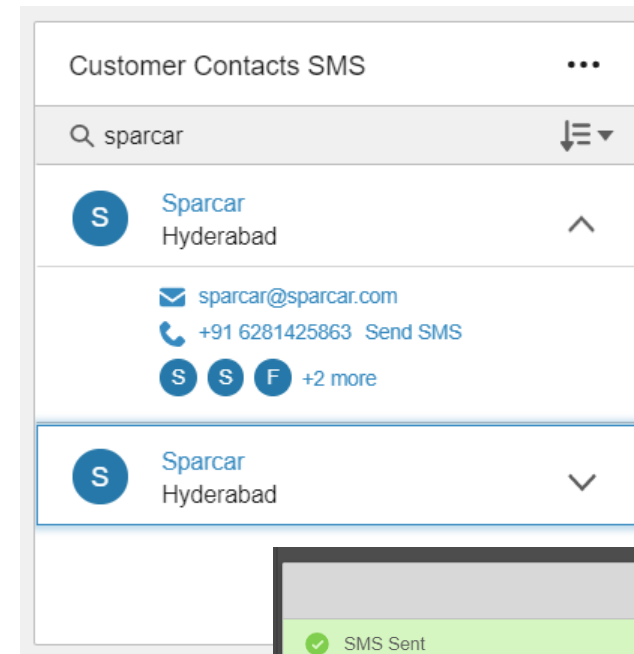 Customer Contacts SMS
sparcar
S
Sparcar
Hyderabad
sparcar@sparcar.com
+91 6281425863 Send SMS
S S F +2 more
S
Sparcar
Hyderabad
SMS Sent